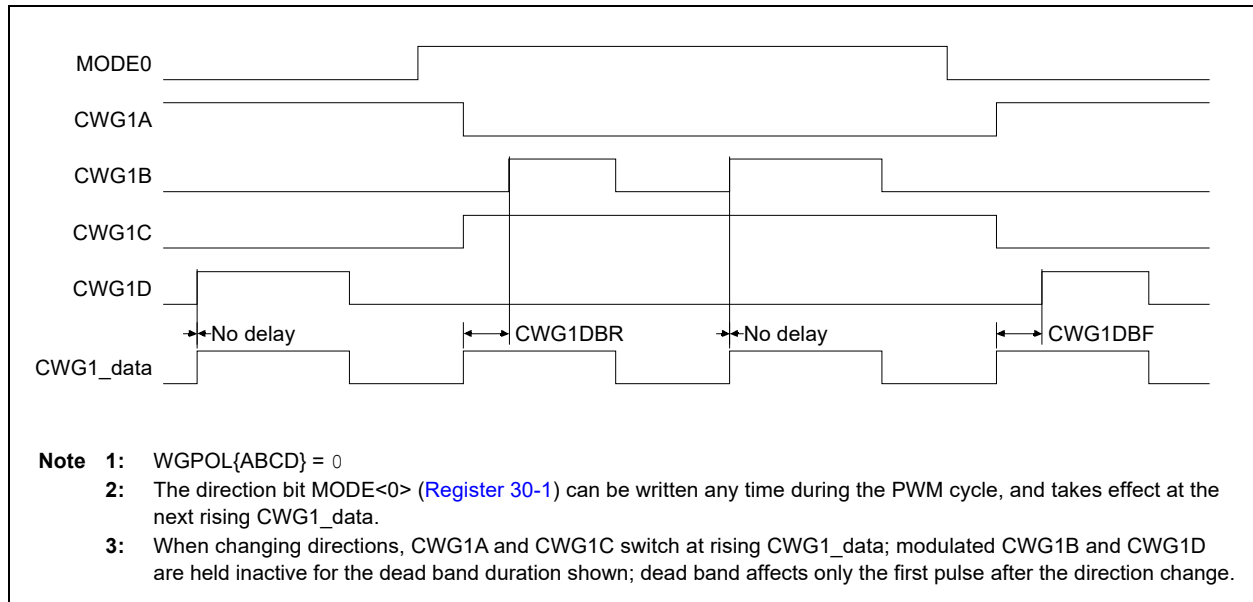 MODE0
CWG1A
CWG1B
CWG1C
CWG1D
No delay CWG1DBR No delay CWG1DBF
CWG1_data
Note 1: WGPOL{ABCD} = 0
2: The direction bit MODE<0> (Register 30-1) can be written any time during the PWM cycle, and takes effect at the
next rising CWG1_data.
3: When changing directions, CWG1A and CWG1C switch at rising CWG1_data; modulated CWG1B and CWG1D
are held inactive for the dead band duration shown; dead band affects only the first pulse after the direction change.